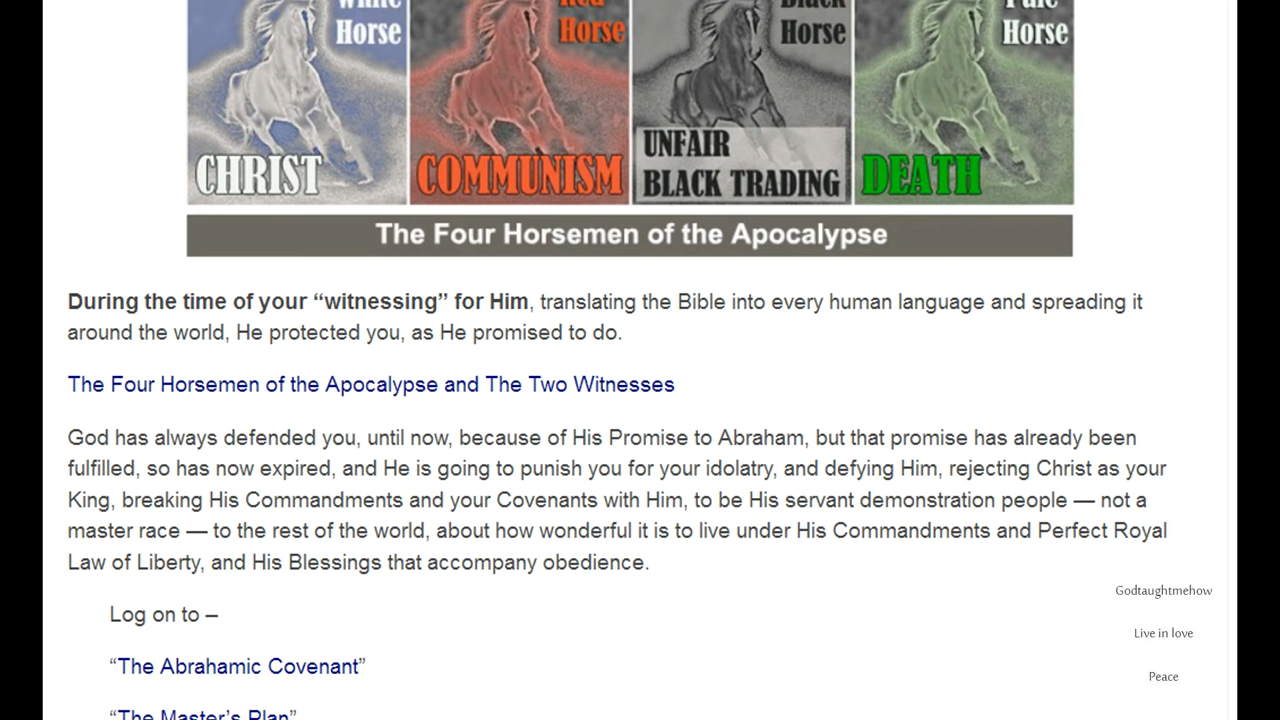 White Red Black Pale
Horse Horse Horse Horse
CHRIST COMMUNISM UNFAIR
BLACK TRADING DEATH
The Four Horsemen of the Apocalypse
During the time of your “witnessing” for Him, translating the Bible into every human language and spreading it
around the world, He protected you, as He promised to do.
The Four Horsemen of the Apocalypse and The Two Witnesses
God has always defended you, until now, because of His Promise to Abraham, but that promise has already been
fulfilled, so has now expired, and He is going to punish you for your idolatry, and defying Him, rejecting Christ as your
King, breaking His Commandments and your Covenants with Him, to be His servant demonstration people — not a
master race — to the rest of the world, about how wonderful it is to live under His Commandments and Perfect Royal
Law of Liberty, and His Blessings that accompany obedience.
Log on to –
“The Abrahamic Covenant”
“The Master’s Plan”
Godtaughtmehow
Live in love
Peace